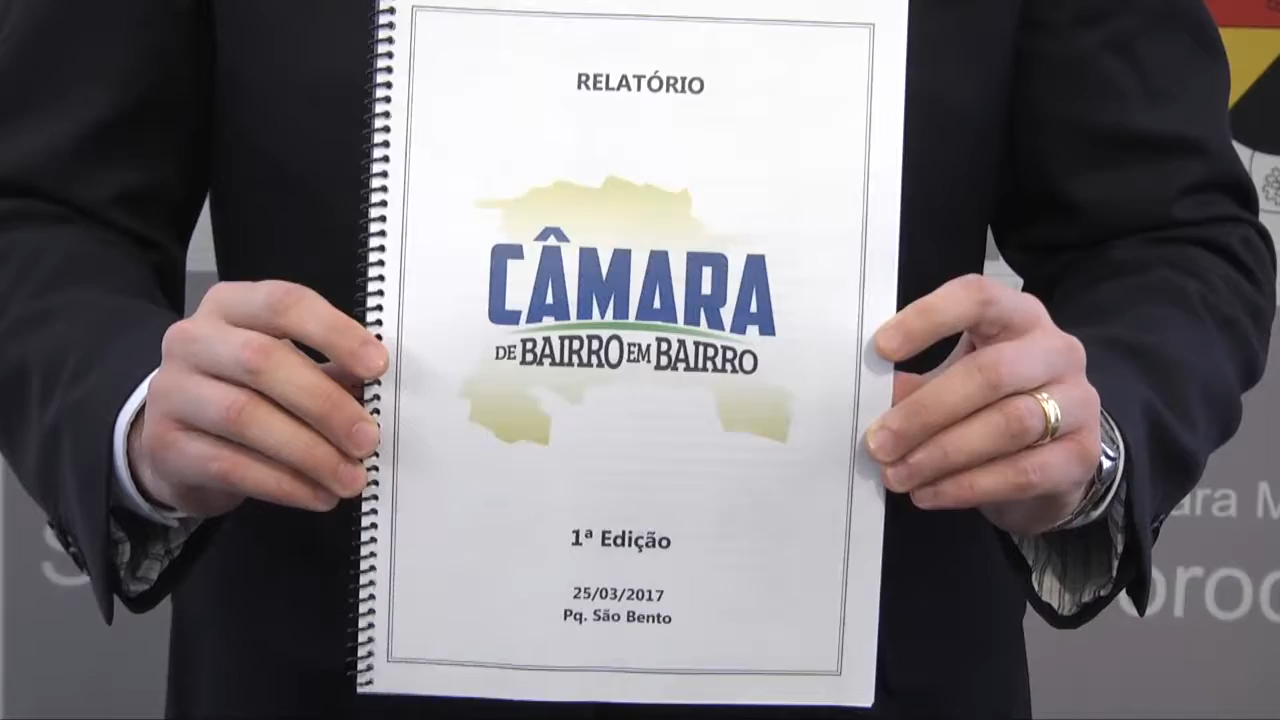 RELATÓRIO
CÂMARA
DE BAIRRO EM BAIRRO
1ª Edição
25/03/2017
Pq. São Bento